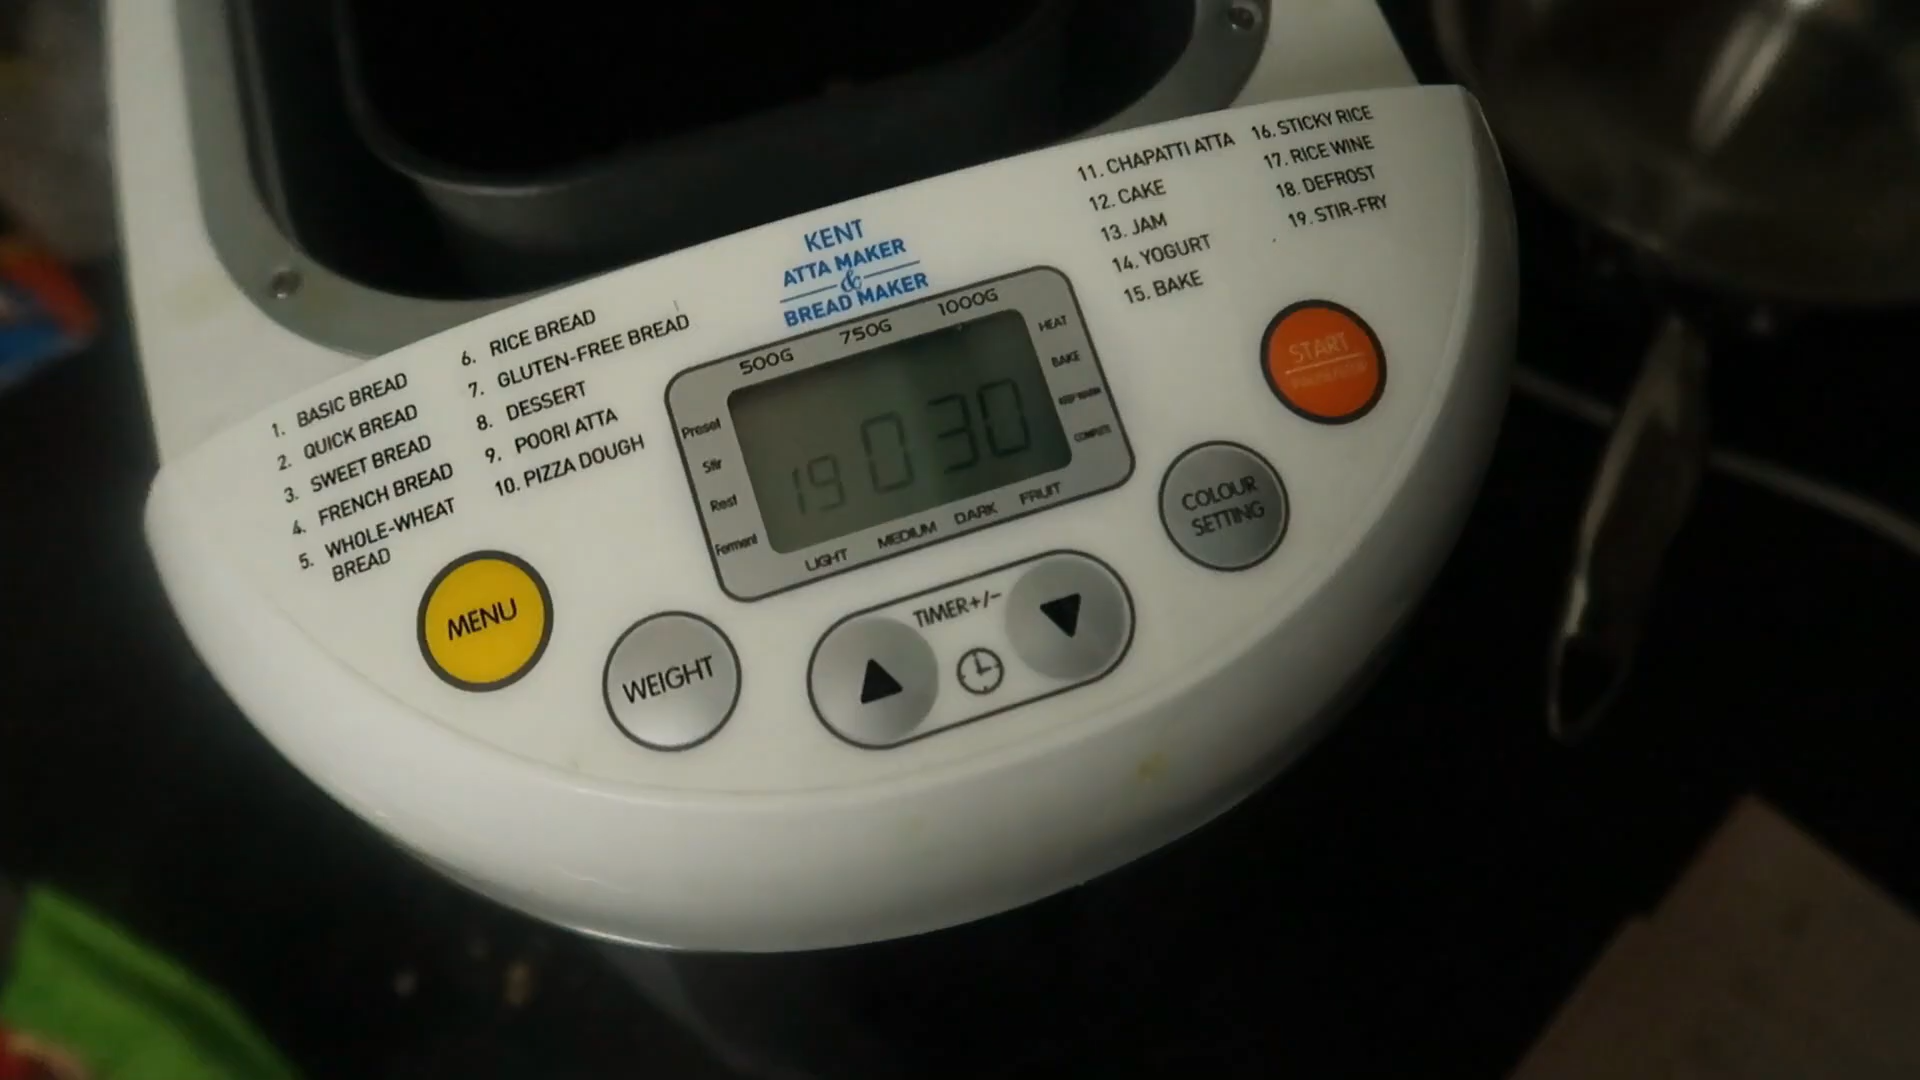 KENT
ATTA MAKER
&
BREAD MAKER
1. BASIC BREAD
2. QUICK BREAD
3. SWEET BREAD
4. FRENCH BREAD
5. WHOLE-WHEAT
BREAD
6. RICE BREAD
7. GLUTEN-FREE BREAD
8. DESSERT
9. POORI ATTA
10. PIZZA DOUGH
11. CHAPATTI ATTA
12. CAKE
13. JAM
14. YOGURT
15. BAKE
16. STICKY RICE
17. RICE WINE
18. DEFROST
19. STIR-FRY
500G 750G 1000G
Preset
Stir
Rest
Ferment
19 0 30
HEAT
BAKE
KEEP WARM
COMPLETE
LIGHT MEDIUM DARK FRUIT
MENU
WEIGHT
TIMER+/-
COLOUR
SETTING
START